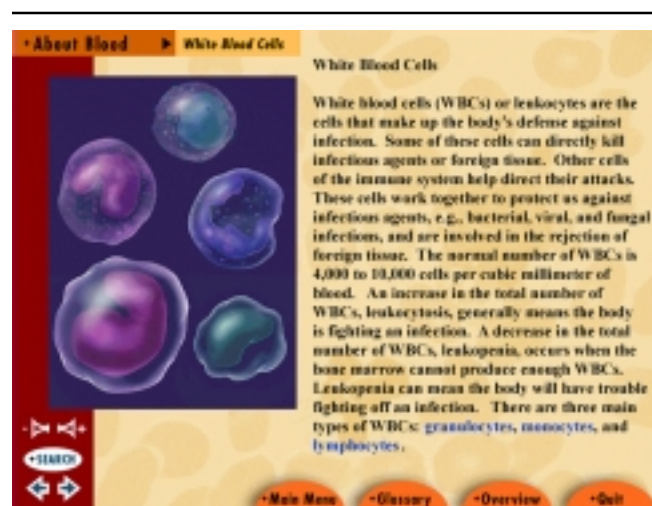 •About Blood
White Blood Cells
White Blood Cells
White blood cells (WBCs) or leukocytes are the
cells that make up the body's defense against
infection. Some of these cells can directly kill
infectious agents or foreign tissue. Other cells
of the immune system help direct their attacks.
These cells work together to protect us against
infectious agents, e.g., bacterial, viral, and fungal
infections, and are involved in the rejection of
foreign tissue. The normal number of WBCs is
4,000 to 10,000 cells per cubic millimeter of
blood. An increase in the total number of
WBCs, leukocytosis, generally means the body
is fighting an infection. A decrease in the total
number of WBCs, leukopenia, occurs when the
bone marrow cannot produce enough WBCs.
Leukopenia can mean the body will have trouble
fighting off an infection. There are three main
types of WBCs: granulocytes, monocytes, and
lymphocytes.
•SEARCH
•Main Menu
•Glossary
•Overview
•Quit